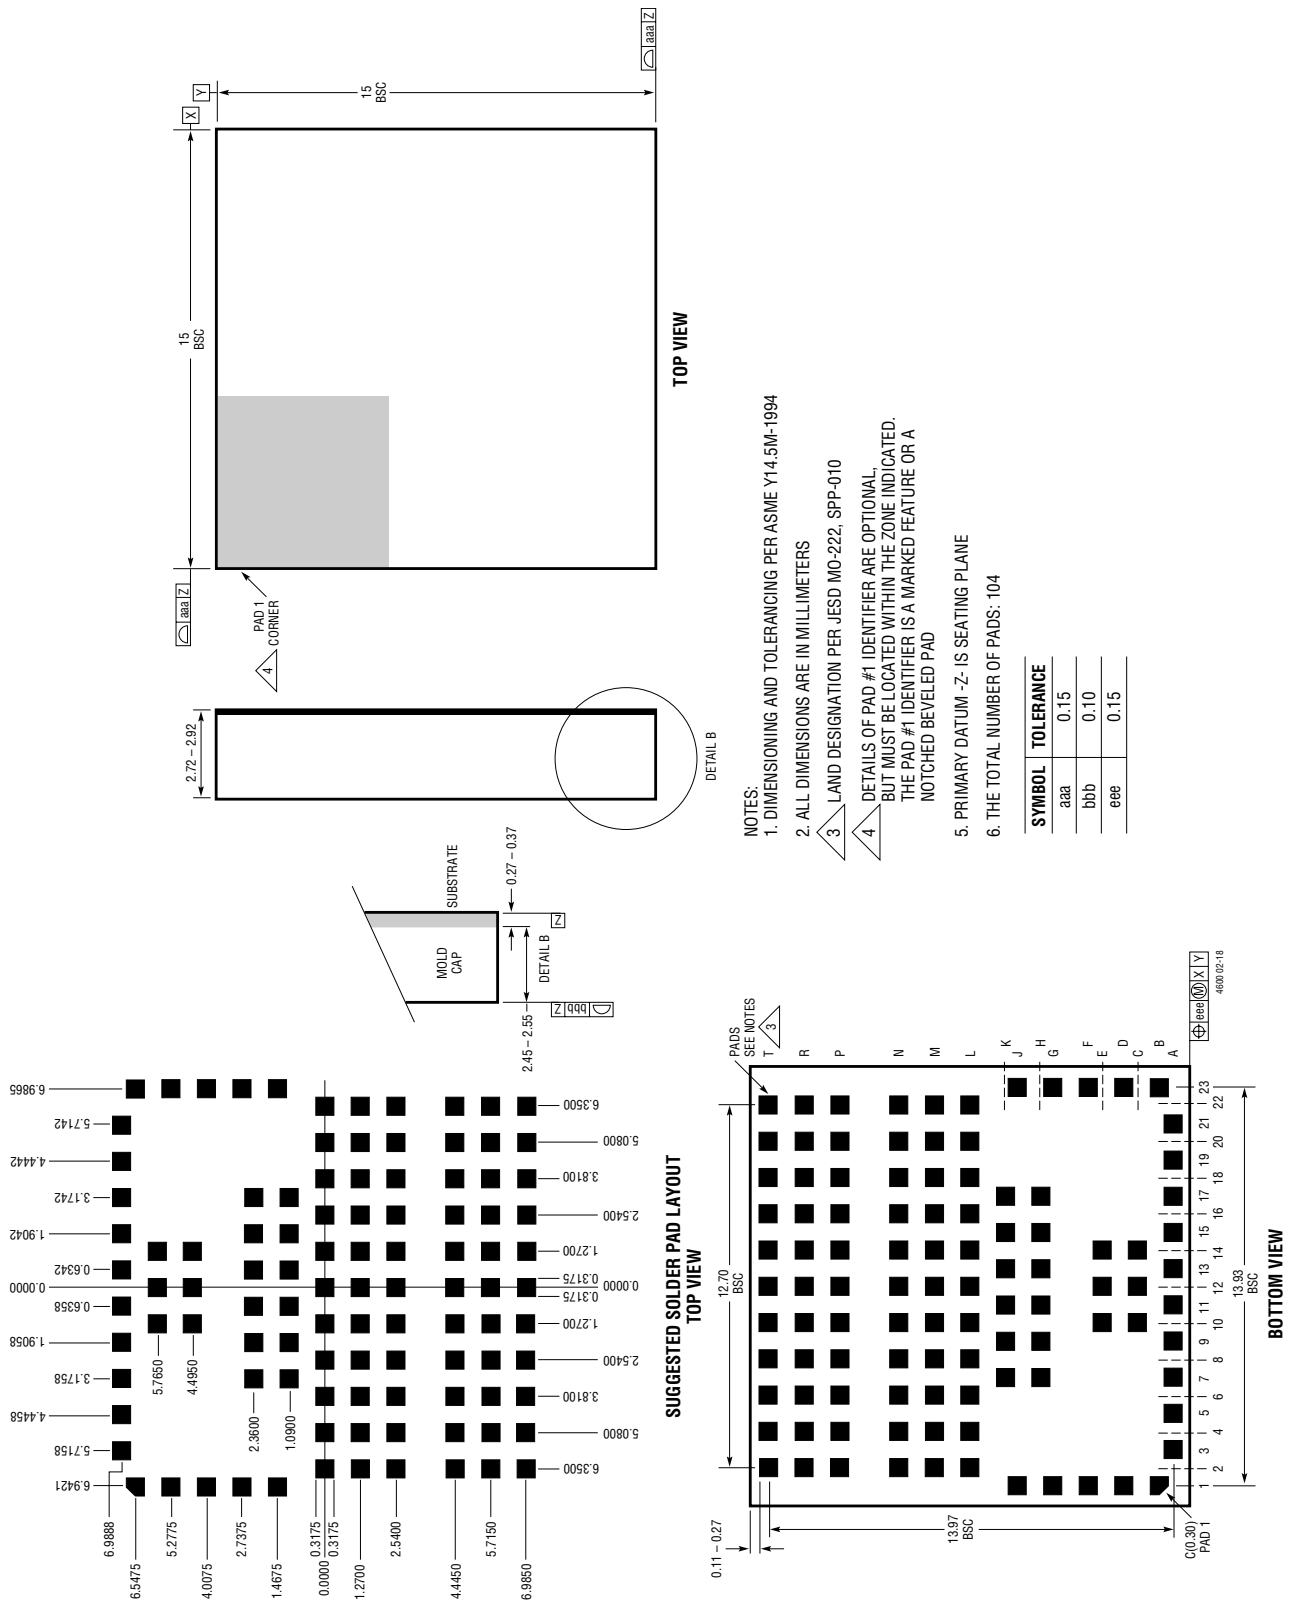 aaa Z
15
BSC
X
Y
15
BSC
aaa Z
PAD 1
CORNER
4
TOP VIEW
2.72 – 2.92
DETAIL B
SUBSTRATE
0.27 – 0.37
MOLD
CAP
Z
DETAIL B
2.45 – 2.55
bbb Z
NOTES:
1. DIMENSIONING AND TOLERANCING PER ASME Y14.5M-1994
2. ALL DIMENSIONS ARE IN MILLIMETERS
3 LAND DESIGNATION PER JESD MO-222, SPP-010
4 DETAILS OF PAD #1 IDENTIFIER ARE OPTIONAL,
BUT MUST BE LOCATED WITHIN THE ZONE INDICATED.
THE PAD #1 IDENTIFIER IS A MARKED FEATURE OR A
NOTCHED BEVELED PAD
5. PRIMARY DATUM -Z- IS SEATING PLANE
6. THE TOTAL NUMBER OF PADS: 104
SYMBOL TOLERANCE
aaa 0.15
bbb 0.10
eee 0.15
6.9865
5.7142
4.4442
3.1742
1.9042
0.6342
0.0000
0.6358
1.9058
3.1758
4.4458
5.7158
6.9421
6.9888
6.5475
5.2775
4.0075
2.7375
1.4675
0.3175
0.0000
0.3175
1.2700
2.5400
4.4450
5.7150
6.9850
5.7650
4.4950
2.3600
1.0900
6.3500
5.0800
3.8100
2.5400
1.2700
0.3175
0.0000
0.3175
1.2700
2.5400
3.8100
5.0800
6.3500
SUGGESTED SOLDER PAD LAYOUT
TOP VIEW
PADS
SEE NOTES
3
12.70
BSC
0.11 – 0.27
13.97
BSC
T
R
P
N
M
L
K
J
H
G
F
E
D
C
B
A
1
2
3
4
5
6
7
8
9
10
11
12
13
14
15
16
17
18
19
20
21
22
23
13.93
BSC
C(0.30)
PAD 1
eee M X Y
4600 02-18
BOTTOM VIEW